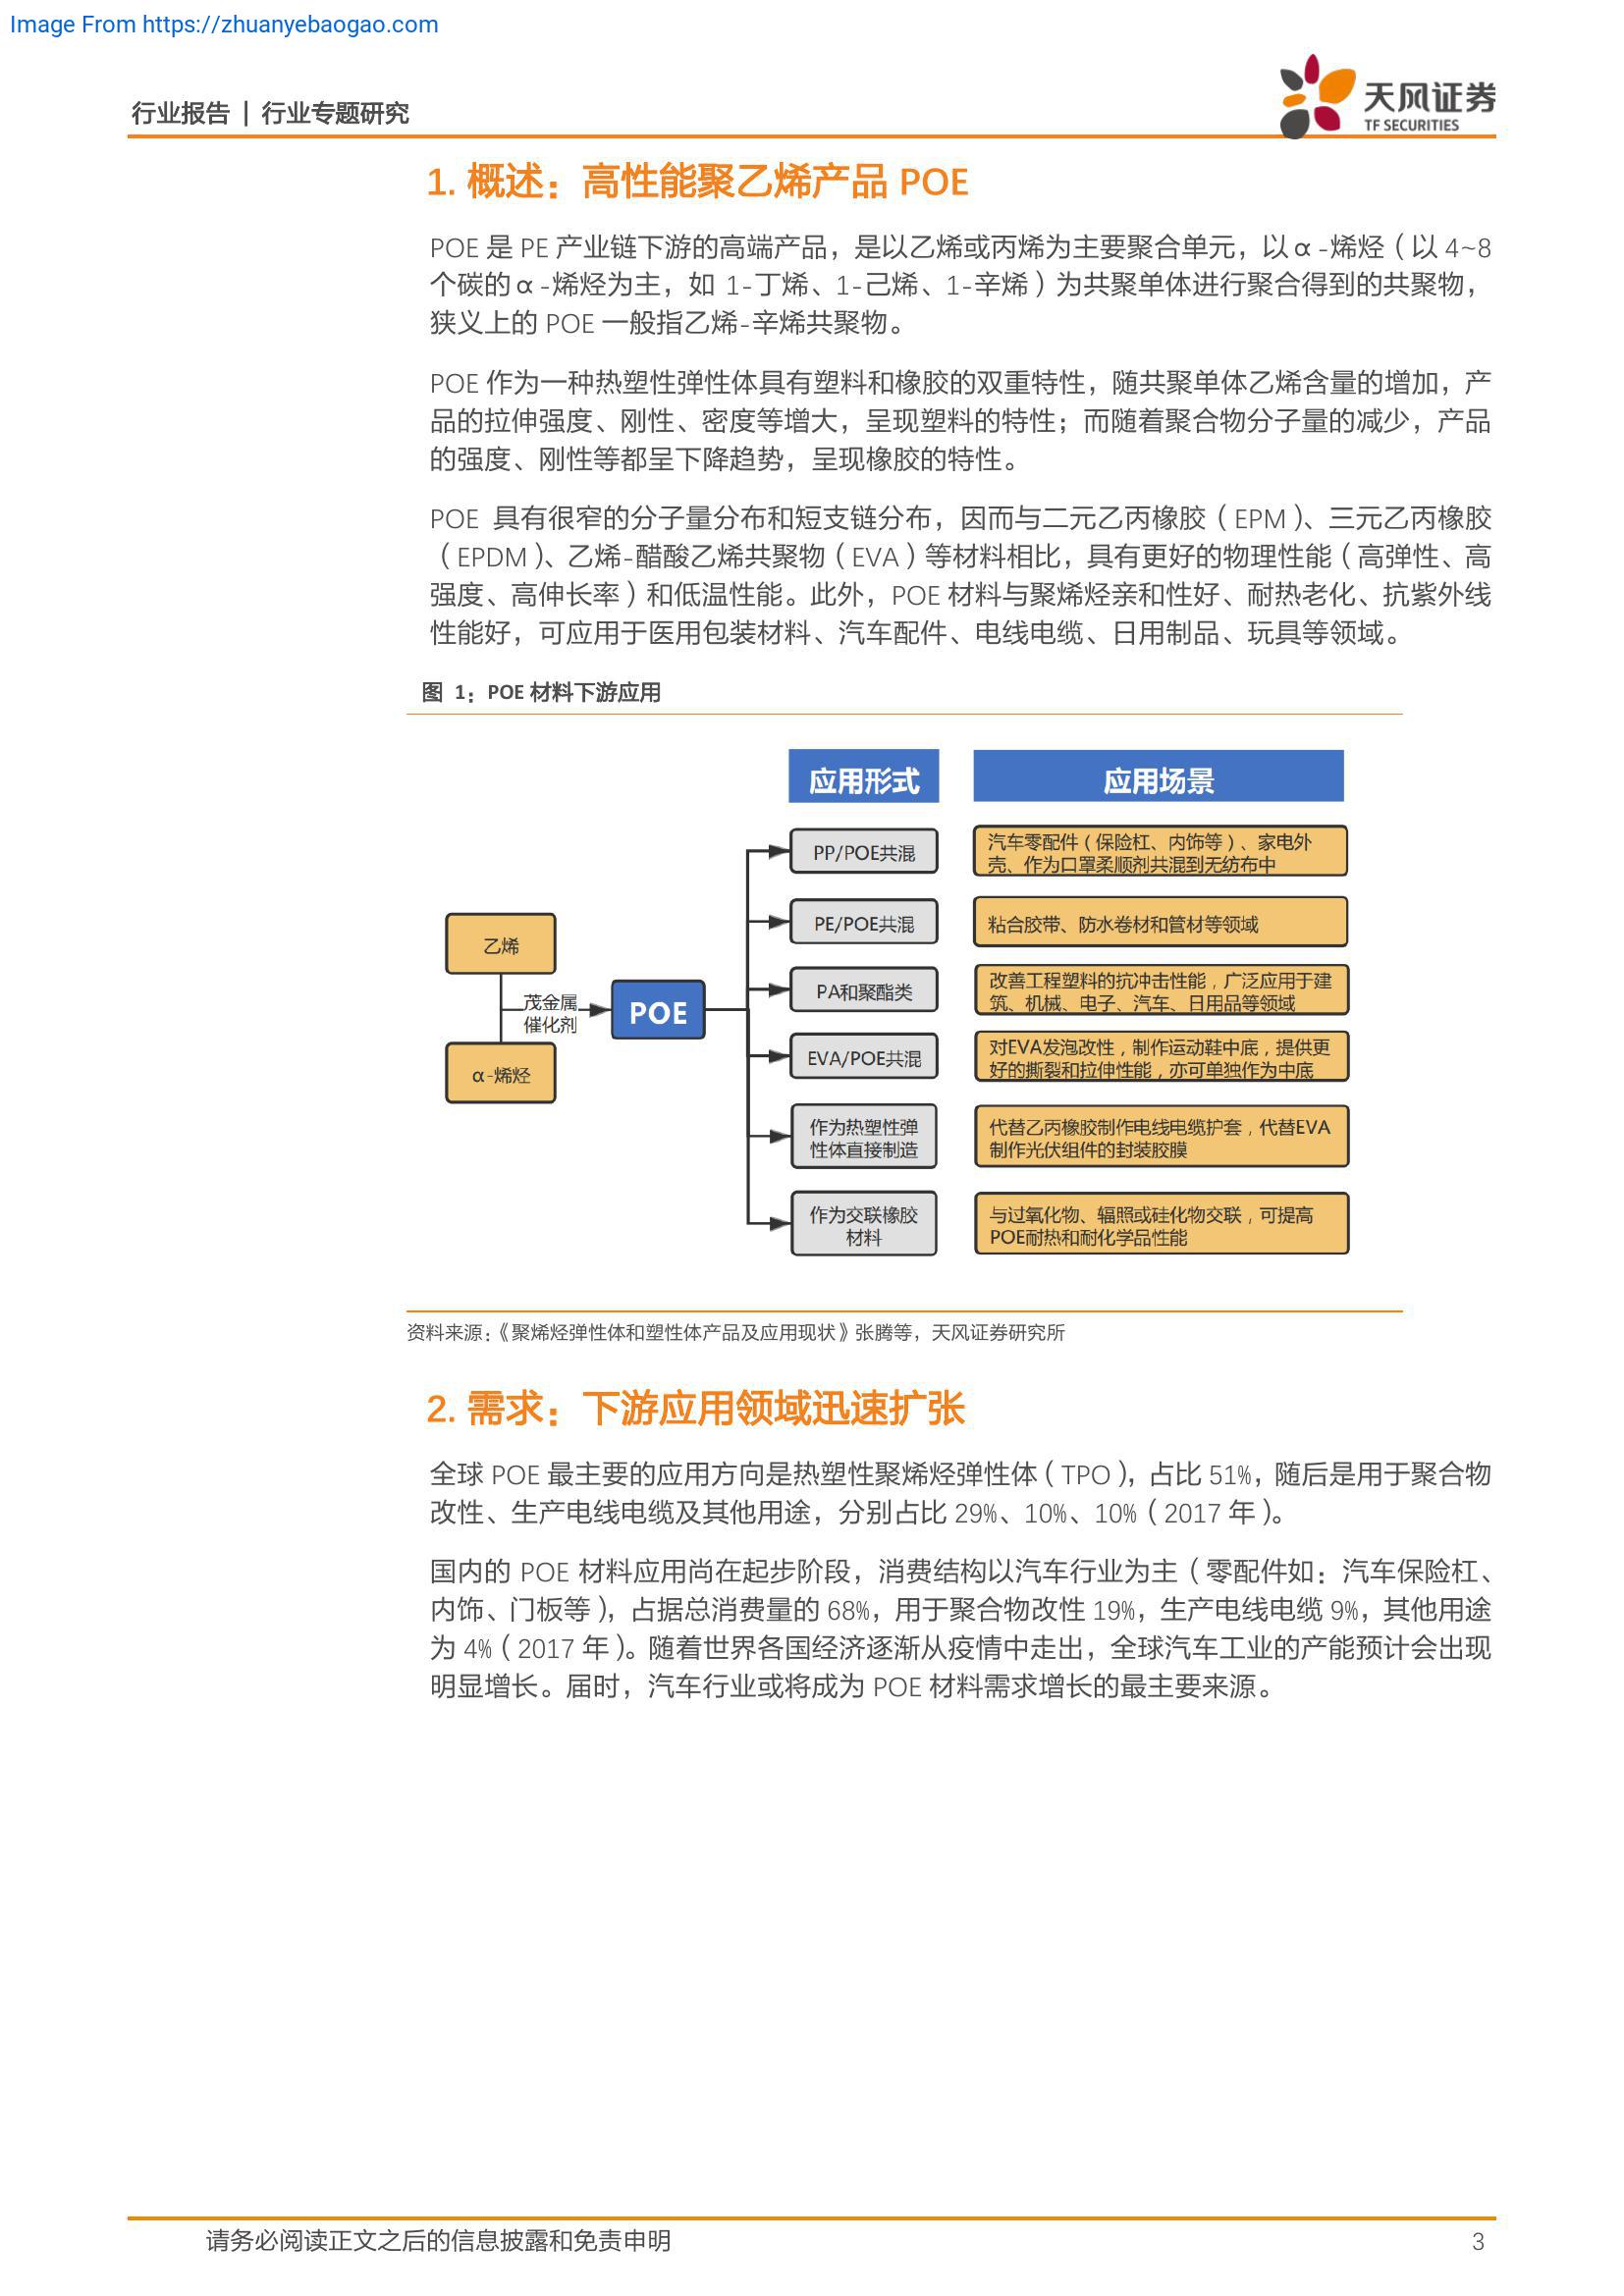 Image From https://zhuanyebaogao.com
行业报告 | 行业专题研究
天风证券
TF SECURITIES
1. 概述：高性能聚乙烯产品 POE
POE 是 PE 产业链下游的高端产品，是以乙烯或丙烯为主要聚合单元，以α-烯烃（以 4~8
个碳的α-烯烃为主，如 1-丁烯、1-己烯、1-辛烯）为共聚单体进行聚合得到的共聚物，
狭义上的 POE 一般指乙烯-辛烯共聚物。
POE 作为一种热塑性弹性体具有塑料和橡胶的双重特性，随共聚单体乙烯含量的增加，产
品的拉伸强度、刚性、密度等增大，呈现塑料的特性；而随着聚合物分子量的减少，产品
的强度、刚性等都呈下降趋势，呈现橡胶的特性。
POE 具有很窄的分子量分布和短支链分布，因而与二元乙丙橡胶（EPM）、三元乙丙橡胶
（EPDM）、乙烯-醋酸乙烯共聚物（EVA）等材料相比，具有更好的物理性能（高弹性、高
强度、高伸长率）和低温性能。此外，POE 材料与聚烯烃亲和性好、耐热老化、抗紫外线
性能好，可应用于医用包装材料、汽车配件、电线电缆、日用制品、玩具等领域。
图 1：POE 材料下游应用
应用形式
应用场景
乙烯
α-烯烃
茂金属
催化剂
POE
PP/POE共混
汽车零配件（保险杠、内饰等）、家电外
壳、作为口罩柔顺剂共混到无纺布中
PE/POE共混
粘合胶带、防水卷材和管材等领域
PA和聚酯类
改善工程塑料的抗冲击性能，广泛应用于建
筑、机械、电子、汽车、日用品等领域
EVA/POE共混
对EVA发泡改性，制作运动鞋中底，提供更
好的撕裂和拉伸性能，亦可单独作为中底
作为热塑性弹
性体直接制造
代替乙丙橡胶制作电线电缆护套，代替EVA
制作光伏组件的封装胶膜
作为交联橡胶
材料
与过氧化物、辐照或硅化物交联，可提高
POE耐热和耐化学品性能
资料来源：《聚烯烃弹性体和塑性体产品及应用现状》张腾等，天风证券研究所
2. 需求：下游应用领域迅速扩张
全球 POE 最主要的应用方向是热塑性聚烯烃弹性体（TPO），占比 51%，随后是用于聚合物
改性、生产电线电缆及其他用途，分别占比 29%、10%、10%（2017 年）。
国内的 POE 材料应用尚在起步阶段，消费结构以汽车行业为主（零配件如：汽车保险杠、
内饰、门板等），占据总消费量的 68%，用于聚合物改性 19%，生产电线电缆 9%，其他用途
为 4%（2017 年）。随着世界各国经济逐渐从疫情中走出，全球汽车工业的产能预计会出现
明显增长。届时，汽车行业或将成为 POE 材料需求增长的最主要来源。
请务必阅读正文之后的信息披露和免责申明
3